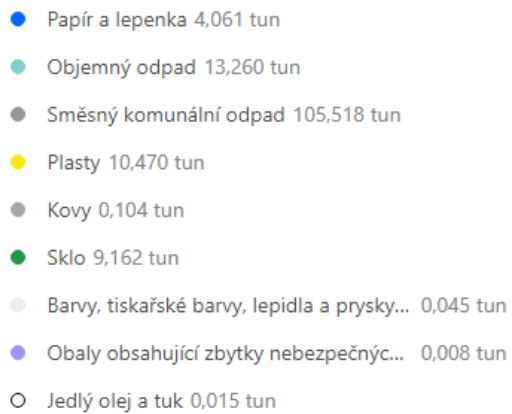 Papír a lepenka 4,061 tun
Objemný odpad 13,260 tun
Směsný komunální odpad 105,518 tun
Plasty 10,470 tun
Kovy 0,104 tun
Sklo 9,162 tun
Barvy, tiskařské barvy, lepidla a prysky... 0,045 tun
Obaly obsahující zbytky nebezpečnýc... 0,008 tun
Jedlý olej a tuk 0,015 tun